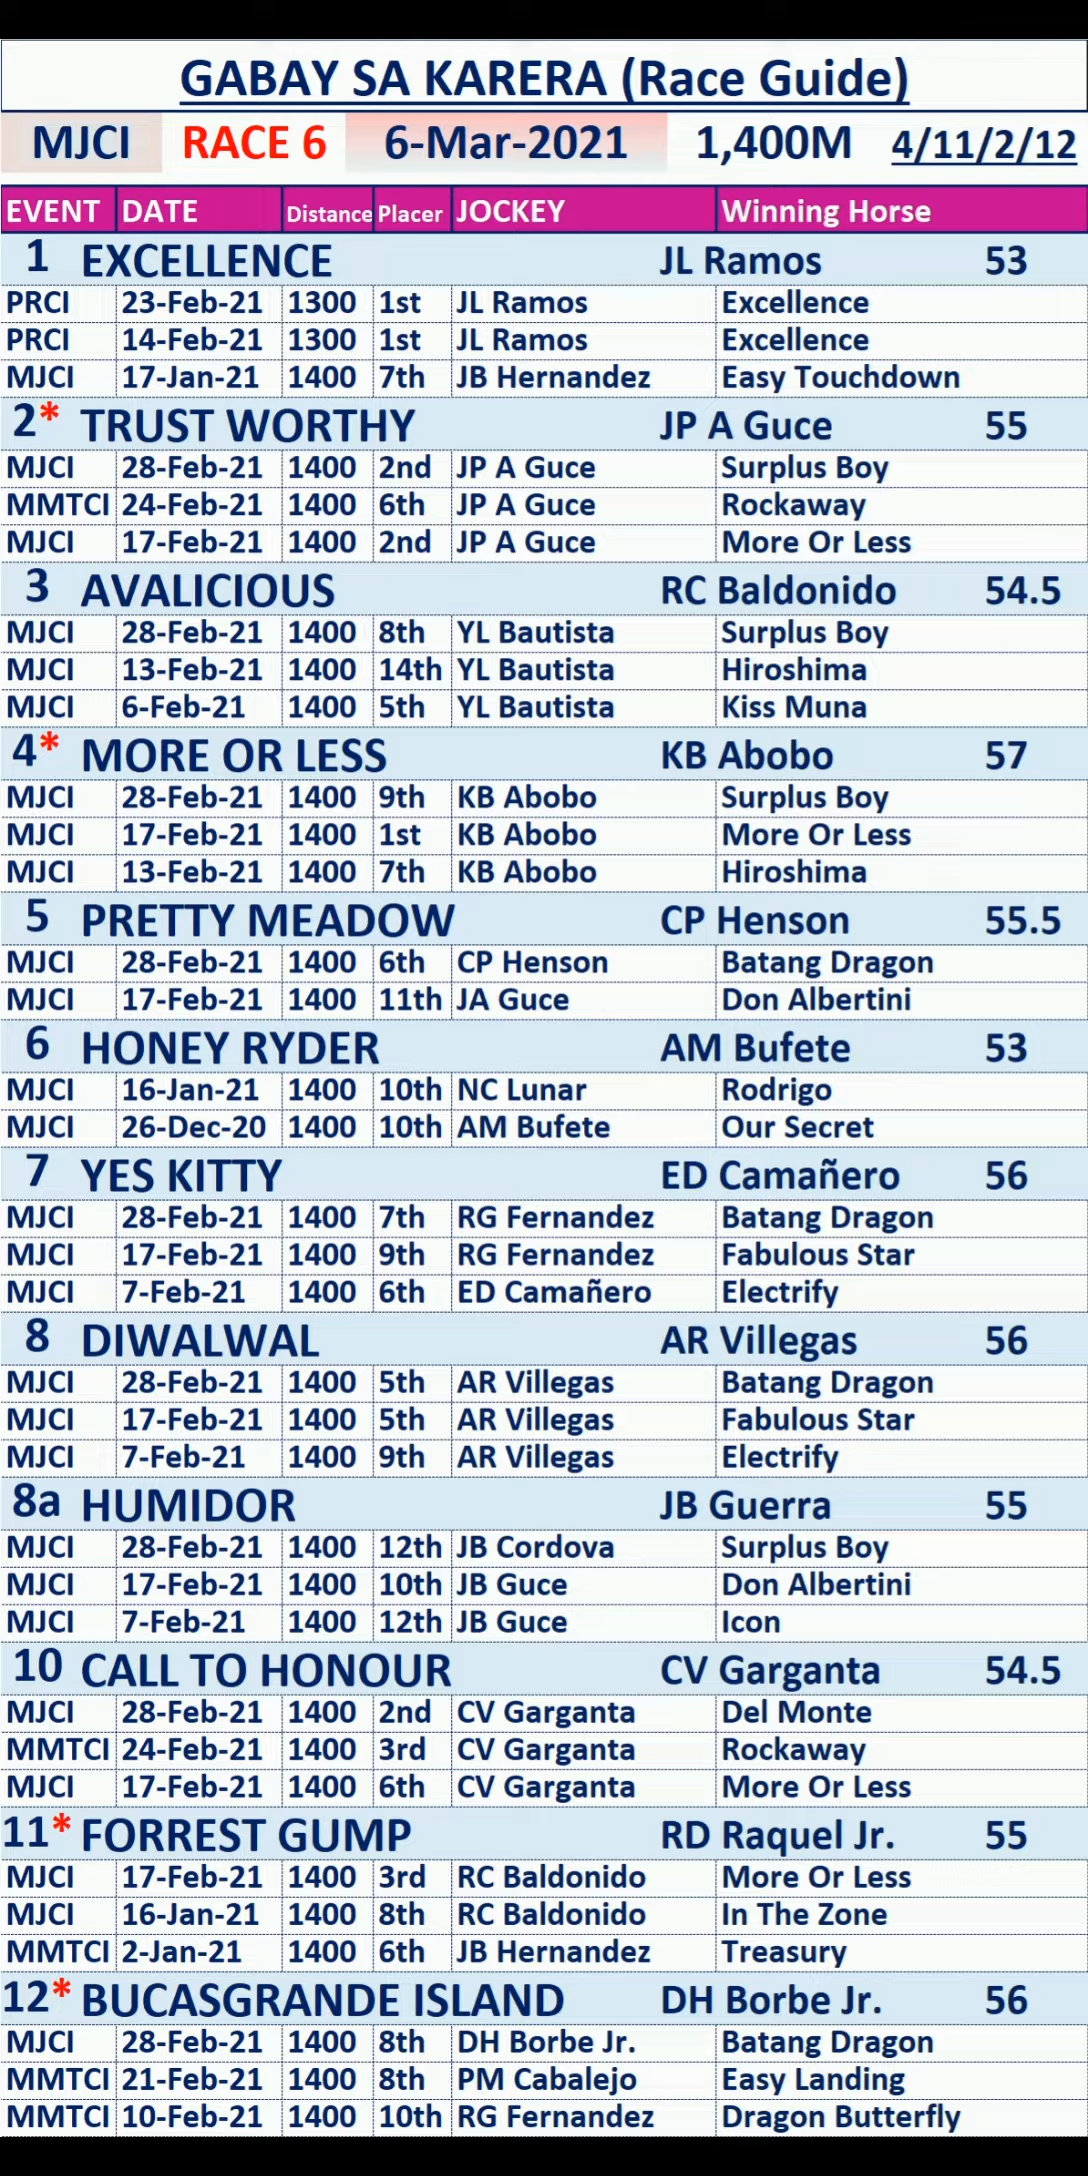 GABAY SA KARERA (Race Guide)
MJCI RACE 6 6-Mar-2021 1,400M 4/11/2/12
EVENT DATE Distance Placer JOCKEY Winning Horse
1 EXCELLENCE JL Ramos 53
PRCI 23-Feb-21 1300 1st JL Ramos Excellence
PRCI 14-Feb-21 1300 1st JL Ramos Excellence
MJCI 17-Jan-21 1400 7th JB Hernandez Easy Touchdown
2* TRUST WORTHY JP A Guce 55
MJCI 28-Feb-21 1400 2nd JP A Guce Surplus Boy
MMTCI 24-Feb-21 1400 6th JP A Guce Rockaway
MJCI 17-Feb-21 1400 2nd JP A Guce More Or Less
3 AVALICIOUS RC Baldonido 54.5
MJCI 28-Feb-21 1400 8th YL Bautista Surplus Boy
MJCI 13-Feb-21 1400 14th YL Bautista Hiroshima
MJCI 6-Feb-21 1400 5th YL Bautista Kiss Muna
4* MORE OR LESS KB Abobo 57
MJCI 28-Feb-21 1400 9th KB Abobo Surplus Boy
MJCI 17-Feb-21 1400 1st KB Abobo More Or Less
MJCI 13-Feb-21 1400 7th KB Abobo Hiroshima
5 PRETTY MEADOW CP Henson 55.5
MJCI 28-Feb-21 1400 6th CP Henson Batang Dragon
MJCI 17-Feb-21 1400 11th JA Guce Don Albertini
6 HONEY RYDER AM Bufete 53
MJCI 16-Jan-21 1400 10th NC Lunar Rodrigo
MJCI 26-Dec-20 1400 10th AM Bufete Our Secret
7 YES KITTY ED Camañero 56
MJCI 28-Feb-21 1400 7th RG Fernandez Batang Dragon
MJCI 17-Feb-21 1400 9th RG Fernandez Fabulous Star
MJCI 7-Feb-21 1400 6th ED Camañero Electrify
8 DIWALWAL AR Villegas 56
MJCI 28-Feb-21 1400 5th AR Villegas Batang Dragon
MJCI 17-Feb-21 1400 5th AR Villegas Fabulous Star
MJCI 7-Feb-21 1400 9th AR Villegas Electrify
8a HUMIDOR JB Guerra 55
MJCI 28-Feb-21 1400 12th JB Cordova Surplus Boy
MJCI 17-Feb-21 1400 10th JB Guce Don Albertini
MJCI 7-Feb-21 1400 12th JB Guce Icon
10 CALL TO HONOUR CV Garganta 54.5
MJCI 28-Feb-21 1400 2nd CV Garganta Del Monte
MMTCI 24-Feb-21 1400 3rd CV Garganta Rockaway
MJCI 17-Feb-21 1400 6th CV Garganta More Or Less
11* FORREST GUMP RD Raquel Jr. 55
MJCI 17-Feb-21 1400 3rd RC Baldonido More Or Less
MJCI 16-Jan-21 1400 8th RC Baldonido In The Zone
MMTCI 2-Jan-21 1400 6th JB Hernandez Treasury
12* BUCASGRANDE ISLAND DH Borbe Jr. 56
MJCI 28-Feb-21 1400 8th DH Borbe Jr. Batang Dragon
MMTCI 21-Feb-21 1400 8th PM Cabalejo Easy Landing
MMTCI 10-Feb-21 1400 10th RG Fernandez Dragon Butterfly